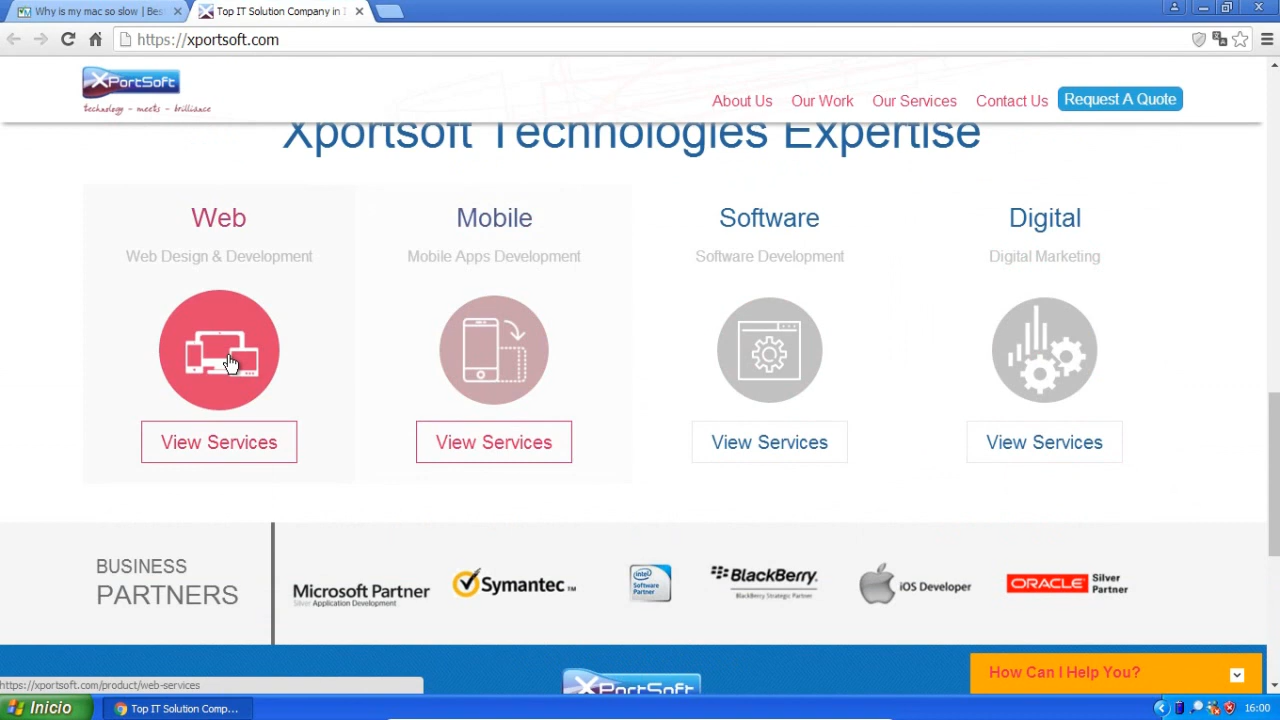 Why is my mac so slow | Bes
Top IT Solution Company in I
https://xportsoft.com
XPortSoft
technology - meets - brilliance
About Us
Our Work
Our Services
Contact Us
Request A Quote
Xportsoft Technologies Expertise
Web
Mobile
Software
Digital
Web Design & Development
Mobile Apps Development
Software Development
Digital Marketing
View Services
View Services
View Services
View Services
BUSINESS
PARTNERS
Microsoft Partner
Silver Application Development
Symantec TM
intel
Software
Partner
BlackBerry
BlackBerry Strategic Partner
iOS Developer
ORACLE
Silver
Partner
XPortSoft
How Can I Help You?
https://xportsoft.com/product/web-services
Inicio
Top IT Solution Comp...
16:00